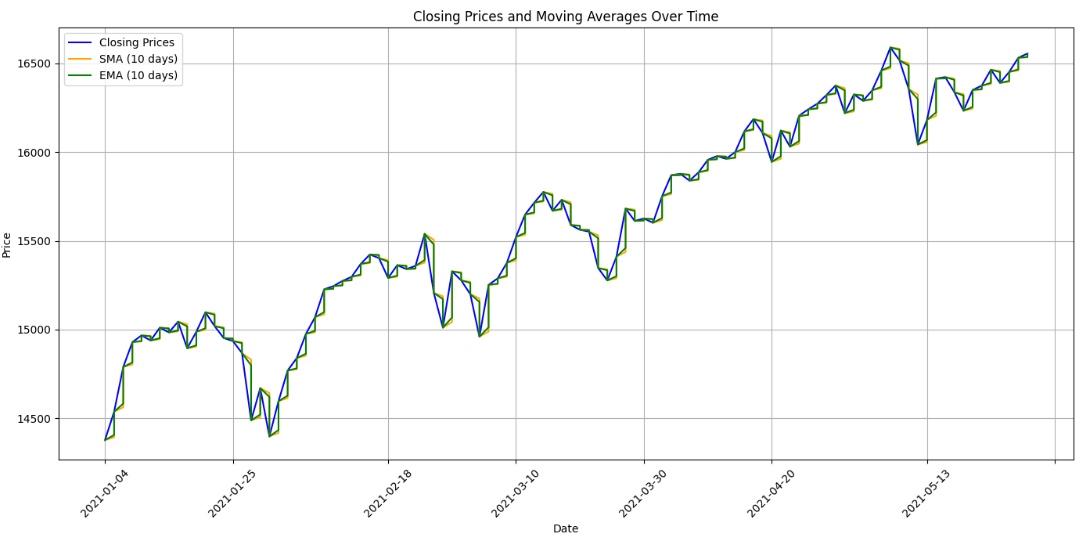 Closing Prices and Moving Averages Over Time
Closing Prices
SMA (10 days)
EMA (10 days)
16500
16000
15500
15000
14500
Price
2021-01-04
2021-01-25
2021-02-18
2021-03-10
2021-03-30
2021-04-20
2021-05-13
Date